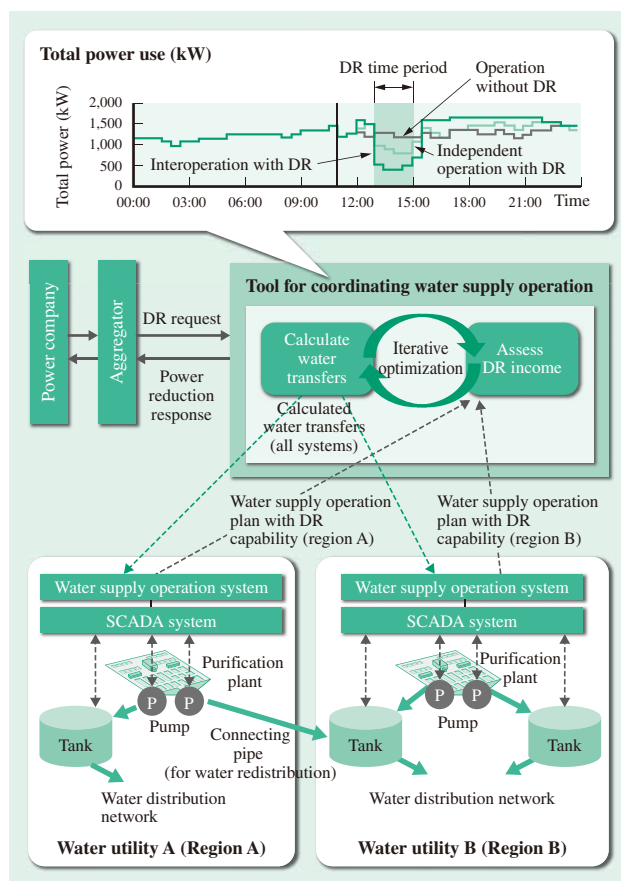 Total power use (kW)
DR time period
Operation
without DR
Total power (kW)
2,000
1,500
1,000
500
0
Interoperation with DR
Independent
operation with DR
00:00 03:00 06:00 09:00 12:00 15:00 18:00 21:00 Time
Power company
Aggregator
DR request
Power
reduction
response
Tool for coordinating water supply operation
Calculate
water
transfers
Iterative
optimization
Assess
DR income
Calculated
water transfers
(all systems)
Water supply operation
plan with DR
capability (region A)
Water supply operation
plan with DR
capability (region B)
Water supply operation system
SCADA system
Purification
plant
P P
Pump
Tank
Connecting
pipe
(for water redistribution)
Water distribution
network
Water utility A (Region A)
Water supply operation system
SCADA system
Purification
plant
P P
Pump
Tank
Tank
Water distribution network
Water utility B (Region B)